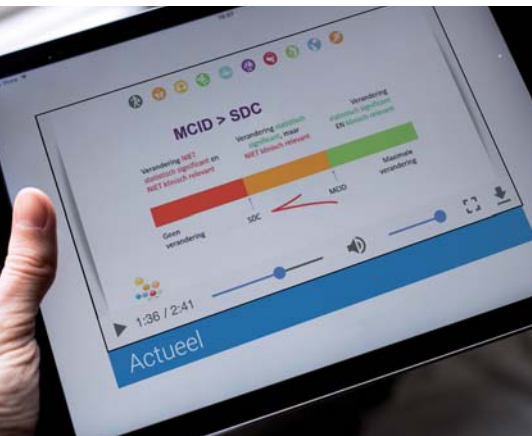 MCID > SDC
Verandering NIET
statistisch significant en
NIET klinisch relevant
Verandering statistisch
significant, maar
NIET klinisch relevant
Verandering
statistisch significant
EN klinisch relevant
Geen
verandering
SDC
MCID
Maximale
verandering
1:36 / 2:41
Actueel